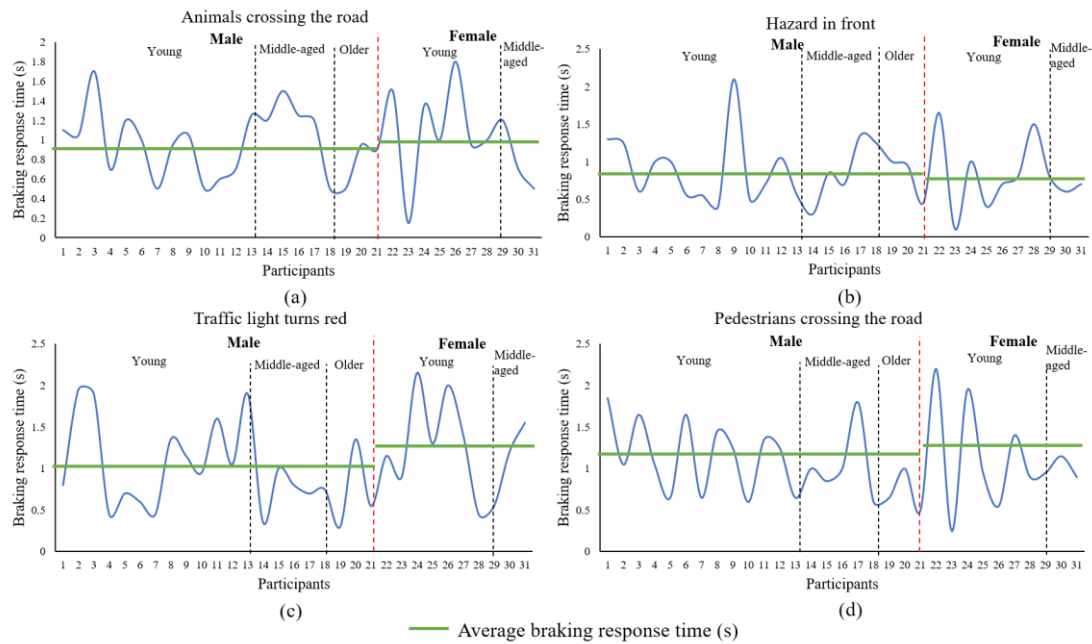 Animals crossing the road
Male
Female
Young
Middle-aged
Older
Young
Middle-
aged
Braking response time (s)
2
1.8
1.6
1.4
1.2
1
0.8
0.6
0.4
0.2
0
1 2 3 4 5 6 7 8 9 10 11 12 13 14 15 16 17 18 19 20 21 22 23 24 25 26 27 28 29 30 31
Participants
(a)
Hazard in front
Male
Female
Young
Middle-aged
Older
Young
Middle-
aged
Braking response time (s)
2.5
2
1.5
1
0.5
0
1 2 3 4 5 6 7 8 9 10 11 12 13 14 15 16 17 18 19 20 21 22 23 24 25 26 27 28 29 30 31
Participants
(b)
Traffic light turns red
Male
Female
Young
Middle-aged
Older
Young
Middle-
aged
Braking response time (s)
2.5
2
1.5
1
0.5
0
1 2 3 4 5 6 7 8 9 10 11 12 13 14 15 16 17 18 19 20 21 22 23 24 25 26 27 28 29 30 31
Participants
(c)
Pedestrians crossing the road
Male
Female
Young
Middle-aged
Older
Young
Middle-
aged
Braking response time (s)
2.5
2
1.5
1
0.5
0
1 2 3 4 5 6 7 8 9 10 11 12 13 14 15 16 17 18 19 20 21 22 23 24 25 26 27 28 29 30 31
Participants
(d)
Average braking response time (s)